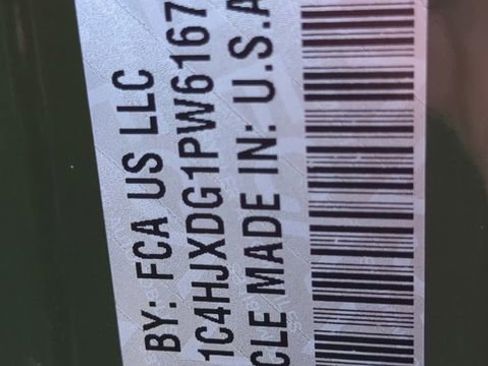 BY: FCA US LLC
1C4HJXDG1PW6167
CLE MADE IN: U.S.A